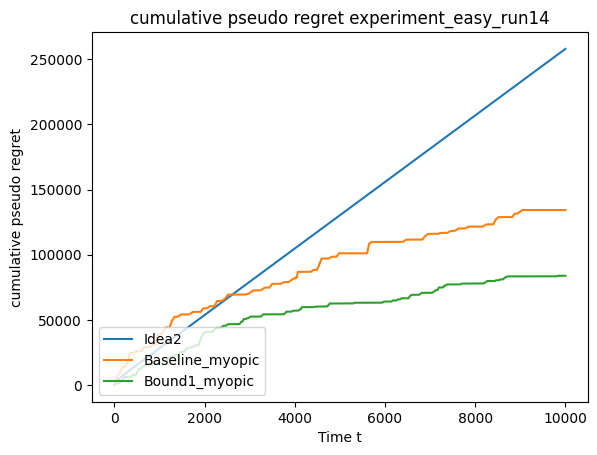 cumulative pseudo regret experiment_easy_run14
cumulative pseudo regret
250000
200000
150000
100000
50000
0
Idea2
Baseline_myopic
Bound1_myopic
0
2000
4000
6000
8000
10000
Time t